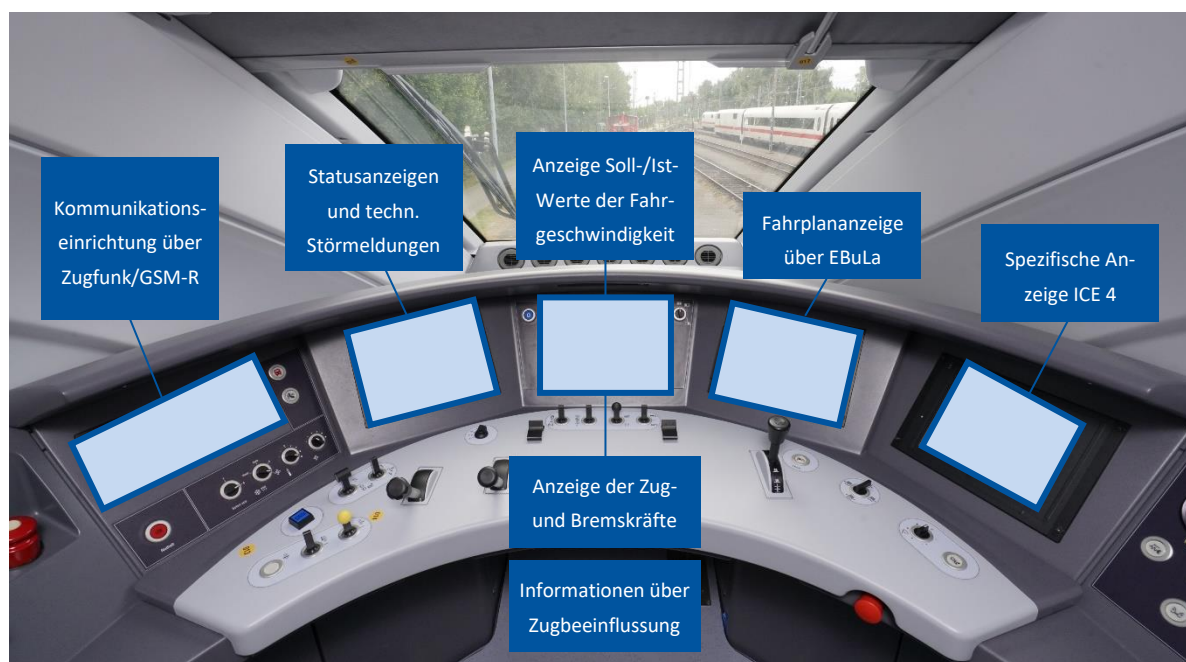 Kommunikations-
einrichtung über
Zugfunk/GSM-R
Statusanzeigen
und techn.
Störmeldungen
Anzeige Soll-/Ist-
Werte der Fahr-
geschwindigkeit
Fahrplananzeige
über EBuLa
Spezifische An-
zeige ICE 4
Anzeige der Zug-
und Bremskräfte
Informationen über
Zugbeeinflussung